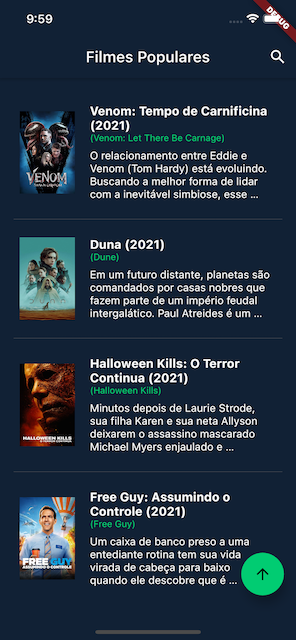 9:59
DEBUG
Filmes Populares
Venom: Tempo de Carnificina
(2021)
(Venom: Let There Be Carnage)
O relacionamento entre Eddie e
Venom (Tom Hardy) está evoluindo.
Buscando a melhor forma de lidar
com a inevitável simbiose, esse ...
VENOM
Duna (2021)
(Dune)
Em um futuro distante, planetas são
comandados por casas nobres que
fazem parte de um império feudal
intergalático. Paul Atreides é um ...
Halloween Kills: O Terror
Continua (2021)
(Halloween Kills)
Minutos depois de Laurie Strode,
sua filha Karen e sua neta Allyson
deixarem o assassino mascarado
Michael Myers enjaulado e ...
HALLOWEEN KILLS
Free Guy: Assumindo o
Controle (2021)
(Free Guy)
Um caixa de banco preso a uma
entediante rotina tem sua vida
virada de cabeça para baixo
quando ele descobre que é ...
FREE GUY
ASSUMINDO O CONTROLE